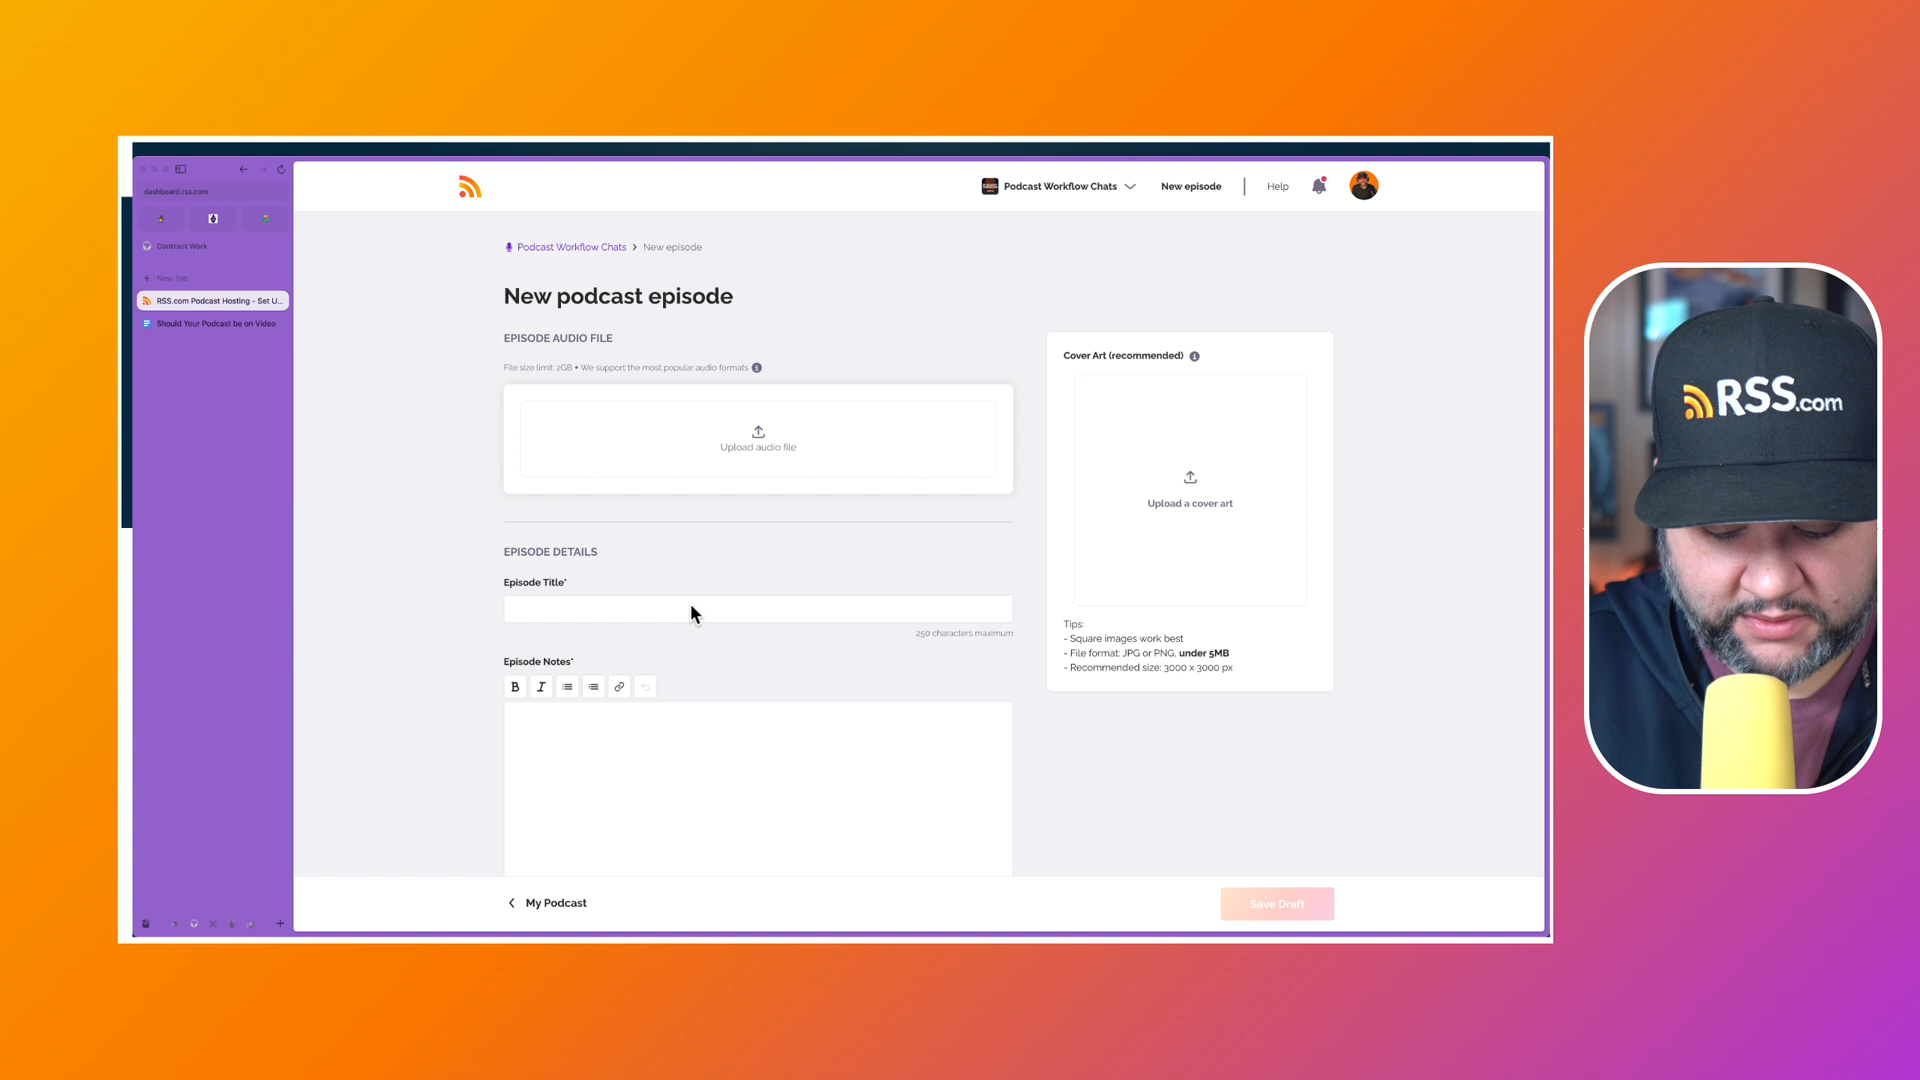 dashboard.rss.com
Contract Work
New Tab
RSS.com Podcast Hosting - Set U...
Should Your Podcast be on Video
Podcast Workflow Chats
New episode
Help
Podcast Workflow Chats > New episode
New podcast episode
EPISODE AUDIO FILE
File size limit: 2GB • We support the most popular audio formats
Upload audio file
EPISODE DETAILS
Episode Title*
250 characters maximum
Episode Notes*
B I
Cover Art (recommended)
Upload a cover art
Tips:
- Square images work best
- File format: JPG or PNG, under 5MB
- Recommended size: 3000 x 3000 px
My Podcast
Save Draft
RSS.com